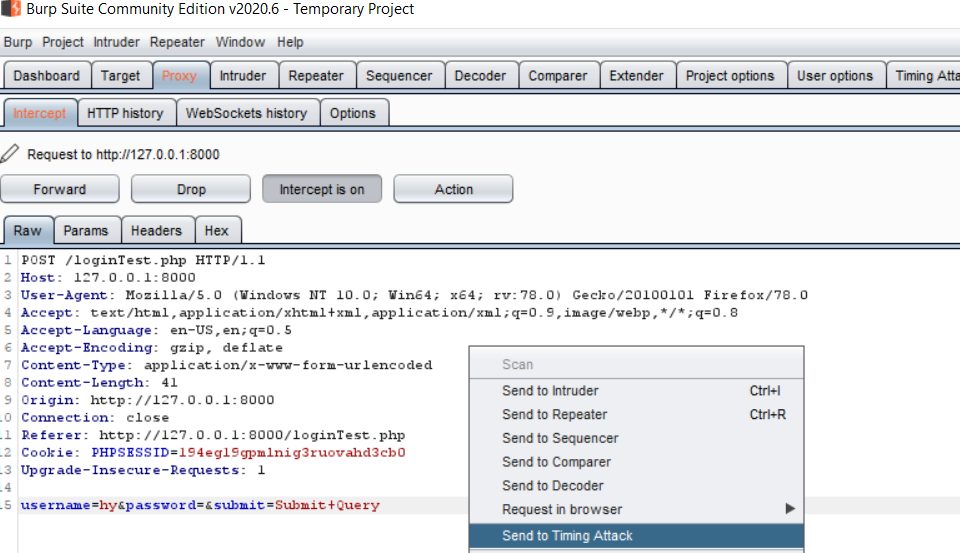 Burp Suite Community Edition v2020.6 - Temporary Project
Burp Project Intruder Repeater Window Help
Dashboard Target Proxy Intruder Repeater Sequencer Decoder Comparer Extender Project options User options Timing Atta
Intercept HTTP history WebSockets history Options
Request to http://127.0.0.1:8000
Forward Drop Intercept is on Action
Raw Params Headers Hex
1 POST /loginTest.php HTTP/1.1
2 Host: 127.0.0.1:8000
3 User-Agent: Mozilla/5.0 (Windows NT 10.0; Win64; x64; rv:78.0) Gecko/20100101 Firefox/78.0
4 Accept: text/html,application/xhtml+xml,application/xml;q=0.9,image/webp,*/*;q=0.8
5 Accept-Language: en-US,en;q=0.5
6 Accept-Encoding: gzip, deflate
7 Content-Type: application/x-www-form-urlencoded
8 Content-Length: 41
9 Origin: http://127.0.0.1:8000
10 Connection: close
11 Referer: http://127.0.0.1:8000/loginTest.php
12 Cookie: PHPSESSID=194egl9gpmlnig3ruovahd3cb0
13 Upgrade-Insecure-Requests: 1
14
15 username=hy&password=&submit=Submit+Query
Scan
Send to Intruder Ctrl+I
Send to Repeater Ctrl+R
Send to Sequencer
Send to Comparer
Send to Decoder
Request in browser
Send to Timing Attack